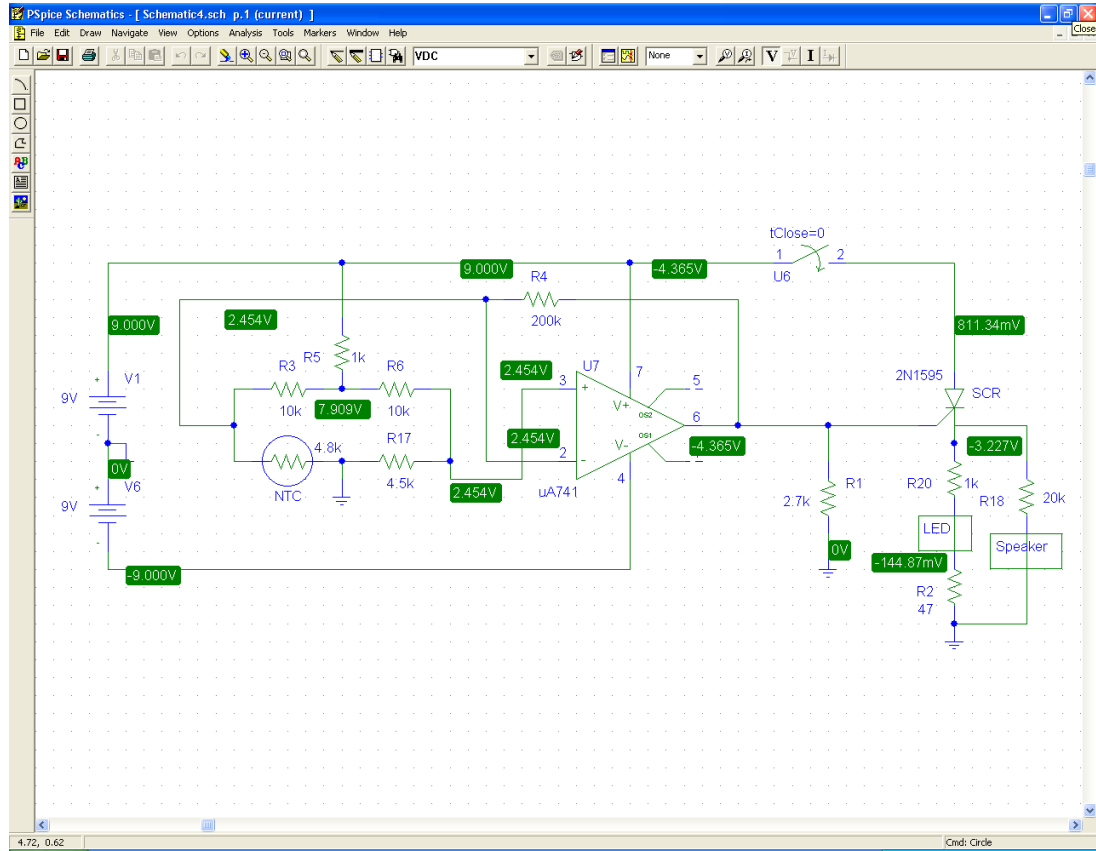 PSpice Schematics - [ Schematic4.sch p.1 (current) ]
Close
File Edit Draw Navigate View Options Analysis Tools Markers Window Help
VDC
None
V
I
tClose=0
1 2
U6
9.000V
-4.365V
R4
200k
2.454V
9.000V
811.34mV
R3
R5
1k
R6
10k
7.909V
10k
2.454V
U7
3
+
7
5
V+
OS2
6
OS1
V-
2
-
4
1
uA741
-4.365V
2N1595
SCR
+
V1
9V
-
0V
+
V6
9V
-
-9.000V
4.8k
NTC
R17
4.5k
2.454V
2.454V
R1
2.7k
0V
-3.227V
R20
1k
R18
20k
LED
Speaker
-144.87mV
R2
47
4.72, 0.62
Cmd: Circle